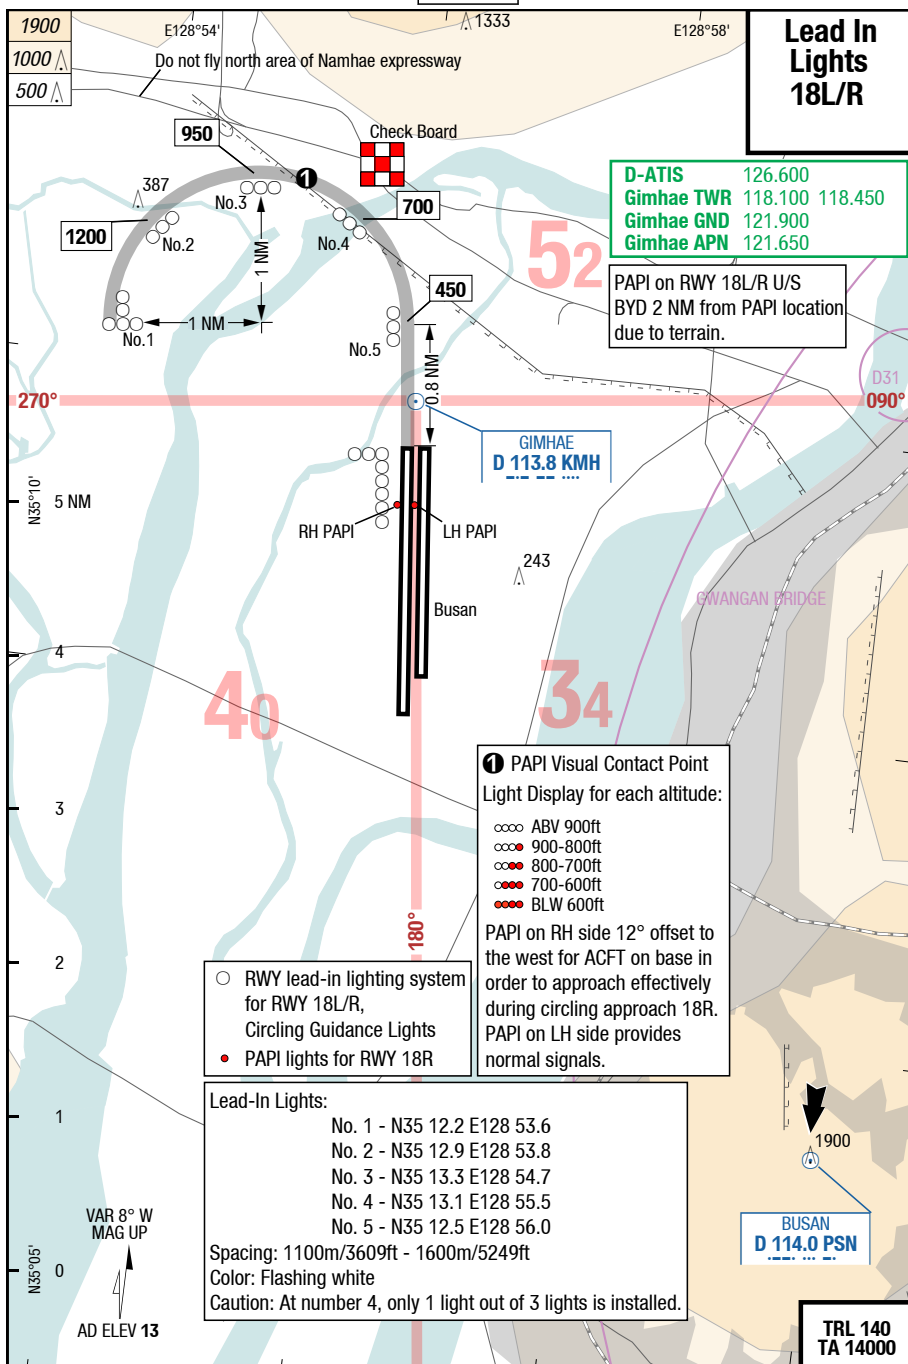 1900
1000
500
E128°54'
1333
E128°58'
Do not fly north area of Namhae expressway
Lead In
Lights
18L/R
950
Check Board
1
387
No.3
700
1200
No.2
No.4
1 NM
52
D-ATIS 126.600
Gimhae TWR 118.100 118.450
Gimhae GND 121.900
Gimhae APN 121.650
PAPI on RWY 18L/R U/S
BYD 2 NM from PAPI location
due to terrain.
450
1 NM
No.1
No.5
0.8 NM
D31
270°
090°
GIMHAE
D 113.8 KMH
N35°10'
5 NM
RH PAPI
LH PAPI
243
Busan
GWANGAN BRIDGE
4
40
34
3
1 PAPI Visual Contact Point
Light Display for each altitude:
ABV 900ft
900-800ft
800-700ft
700-600ft
BLW 600ft
PAPI on RH side 12° offset to
the west for ACFT on base in
order to approach effectively
during circling approach 18R.
PAPI on LH side provides
normal signals.
180°
2
RWY lead-in lighting system
for RWY 18L/R,
Circling Guidance Lights
PAPI lights for RWY 18R
1
Lead-In Lights:
No. 1 - N35 12.2 E128 53.6
No. 2 - N35 12.9 E128 53.8
No. 3 - N35 13.3 E128 54.7
No. 4 - N35 13.1 E128 55.5
No. 5 - N35 12.5 E128 56.0
Spacing: 1100m/3609ft - 1600m/5249ft
Color: Flashing white
Caution: At number 4, only 1 light out of 3 lights is installed.
1900
BUSAN
D 114.0 PSN
VAR 8° W
MAG UP
N35°05'
0
AD ELEV 13
TRL 140
TA 14000